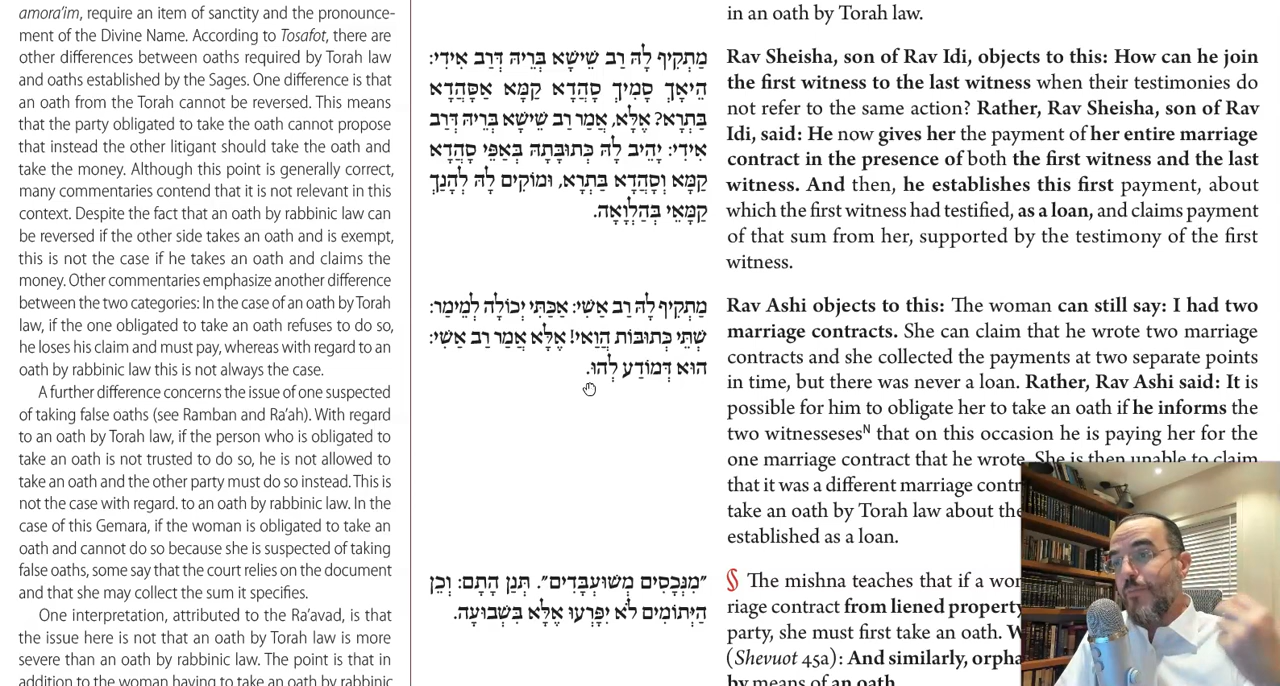 amora'im, require an item of sanctity and the pronounce-
ment of the Divine Name. According to Tosafot, there are
other differences between oaths required by Torah law
and oaths established by the Sages. One difference is that
an oath from the Torah cannot be reversed. This means
that the party obligated to take the oath cannot propose
that instead the other litigant should take the oath and
take the money. Although this point is generally correct,
many commentaries contend that it is not relevant in this
context. Despite the fact that an oath by rabbinic law can
be reversed if the other side takes an oath and is exempt,
this is not the case if he takes an oath and claims the
money. Other commentaries emphasize another difference
between the two categories: In the case of an oath by Torah
law, if the one obligated to take an oath refuses to do so,
he loses his claim and must pay, whereas with regard to an
oath by rabbinic law this is not always the case.
A further difference concerns the issue of one suspected
of taking false oaths (see Ramban and Ra'ah). With regard
to an oath by Torah law, if the person who is obligated to
take an oath is not trusted to do so, he is not allowed to
take an oath and the other party must do so instead. This is
not the case with regard. to an oath by rabbinic law. In the
case of this Gemara, if the woman is obligated to take an
oath and cannot do so because she is suspected of taking
false oaths, some say that the court relies on the document
and that she may collect the sum it specifies.
One interpretation, attributed to the Ra'avad, is that
the issue here is not that an oath by Torah law is more
severe than an oath by rabbinic law. The point is that in
addition to the woman having to take an oath by rabbinic
מַתְקִיף לָהּ רַב שֵׁישָׁא בְּרֵיהּ דְּרַב אִידִי:
הֵיאָךְ סָמֵיךְ סָהֲדָא קַמָּא אַסָּהֲדָא
בַּתְרָא? אֶלָּא, אֲמַר רַב שֵׁישָׁא בְּרֵיהּ דְּרַב
אִידִי: יָהֵיב לַהּ כְּתוּבָּתָהּ בְּאַפֵּי סָהֲדָא
קַמָּא וְסָהֲדָא בַּתְרָא, וּמוֹקֵים לַהּ לְהָנַךְ
קַמָּאֵי בְּהַלְוָאָה.
מַתְקִיף לָהּ רַב אַשִׁי: אַכַּתִּי יְכוֹלָה לְמֵימַר:
שְׁתֵּי כְתוּבּוֹת הֲוַאי! אֶלָּא אֲמַר רַב אַשִׁי:
הוּא דְּמוֹדַע לְהוּ.
"מִנְּכָסִים מְשׁוּעְבָּדִים". תְּנַן הָתָם: וְכֵן
הַיְּתוֹמִים לֹא יִפָּרְעוּ אֶלָּא בִּשְׁבוּעָה.
in an oath by Torah law.
Rav Sheisha, son of Rav Idi, objects to this: How can he join
the first witness to the last witness when their testimonies do
not refer to the same action? Rather, Rav Sheisha, son of Rav
Idi, said: He now gives her the payment of her entire marriage
contract in the presence of both the first witness and the last
witness. And then, he establishes this first payment, about
which the first witness had testified, as a loan, and claims payment
of that sum from her, supported by the testimony of the first
witness.
Rav Ashi objects to this: The woman can still say: I had two
marriage contracts. She can claim that he wrote two marriage
contracts and she collected the payments at two separate points
in time, but there was never a loan. Rather, Rav Ashi said: It is
possible for him to obligate her to take an oath if he informs the
two witnessesesᴺ that on this occasion he is paying her for the
one marriage contract that he wrote. She is then unable to claim
that it was a different marriage contr
take an oath by Torah law about the
established as a loan.
§ The mishna teaches that if a wo
riage contract from liened property
party, she must first take an oath.
(Shevuot 45a): And similarly, orpha
by means of an oath.